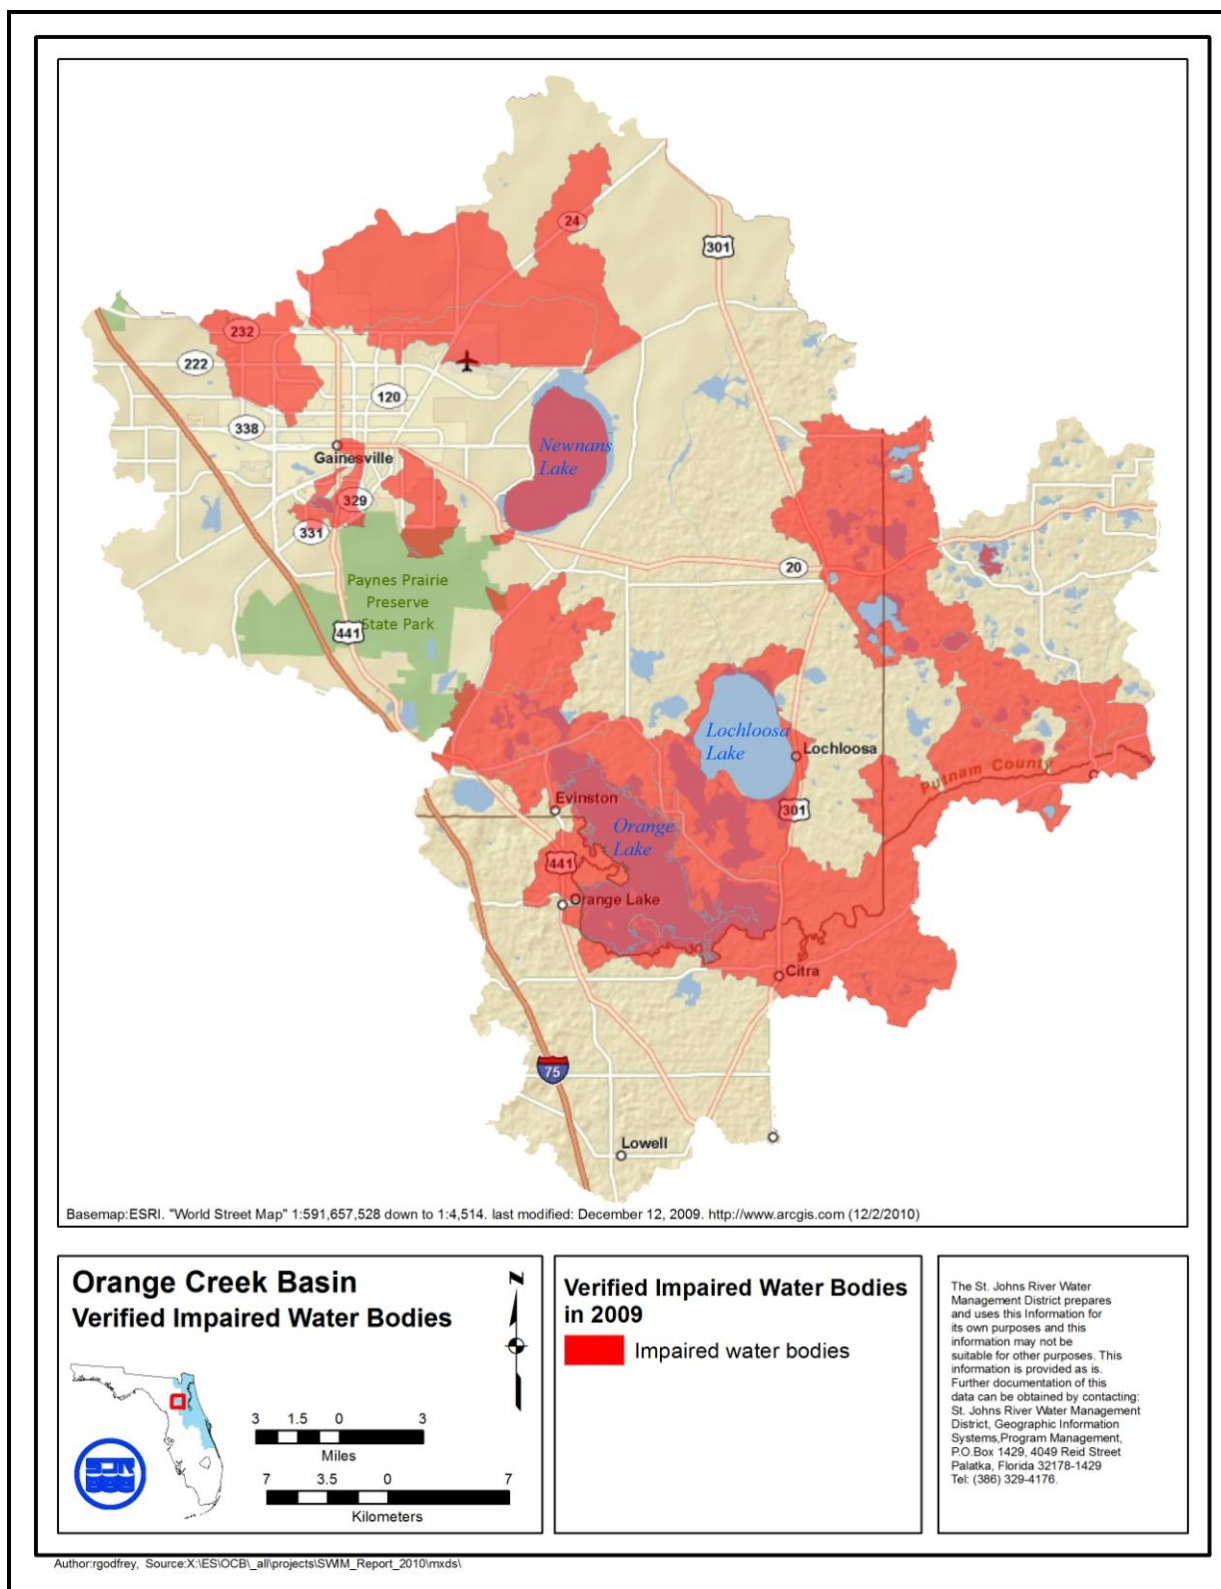 24
301
232
222
120
338
Newnans
Lake
Gainesville
329
331
20
Paynes Prairie
Preserve
State Park
441
Lochloosa
Lake
Lochloosa
Putnam County
Evinston
301
Orange
Lake
441
Orange Lake
Citra
75
Lowell
Basemap:ESRI. "World Street Map" 1:591,657,528 down to 1:4,514. last modified: December 12, 2009. http://www.arcgis.com (12/2/2010)
Orange Creek Basin
Verified Impaired Water Bodies
N
3 1.5 0 3
Miles
7 3.5 0 7
Kilometers
Verified Impaired Water Bodies
in 2009
Impaired water bodies
The St. Johns River Water
Management District prepares
and uses this Information for
its own purposes and this
information may not be
suitable for other purposes. This
information is provided as is.
Further documentation of this
data can be obtained by contacting:
St. Johns River Water Management
District, Geographic Information
Systems,Program Management,
P.O.Box 1429, 4049 Reid Street
Palatka, Florida 32178-1429
Tel: (386) 329-4176.
Author:rgodfrey, Source:X:\ES\OCB\_all\projects\SWIM_Report_2010\mxds\